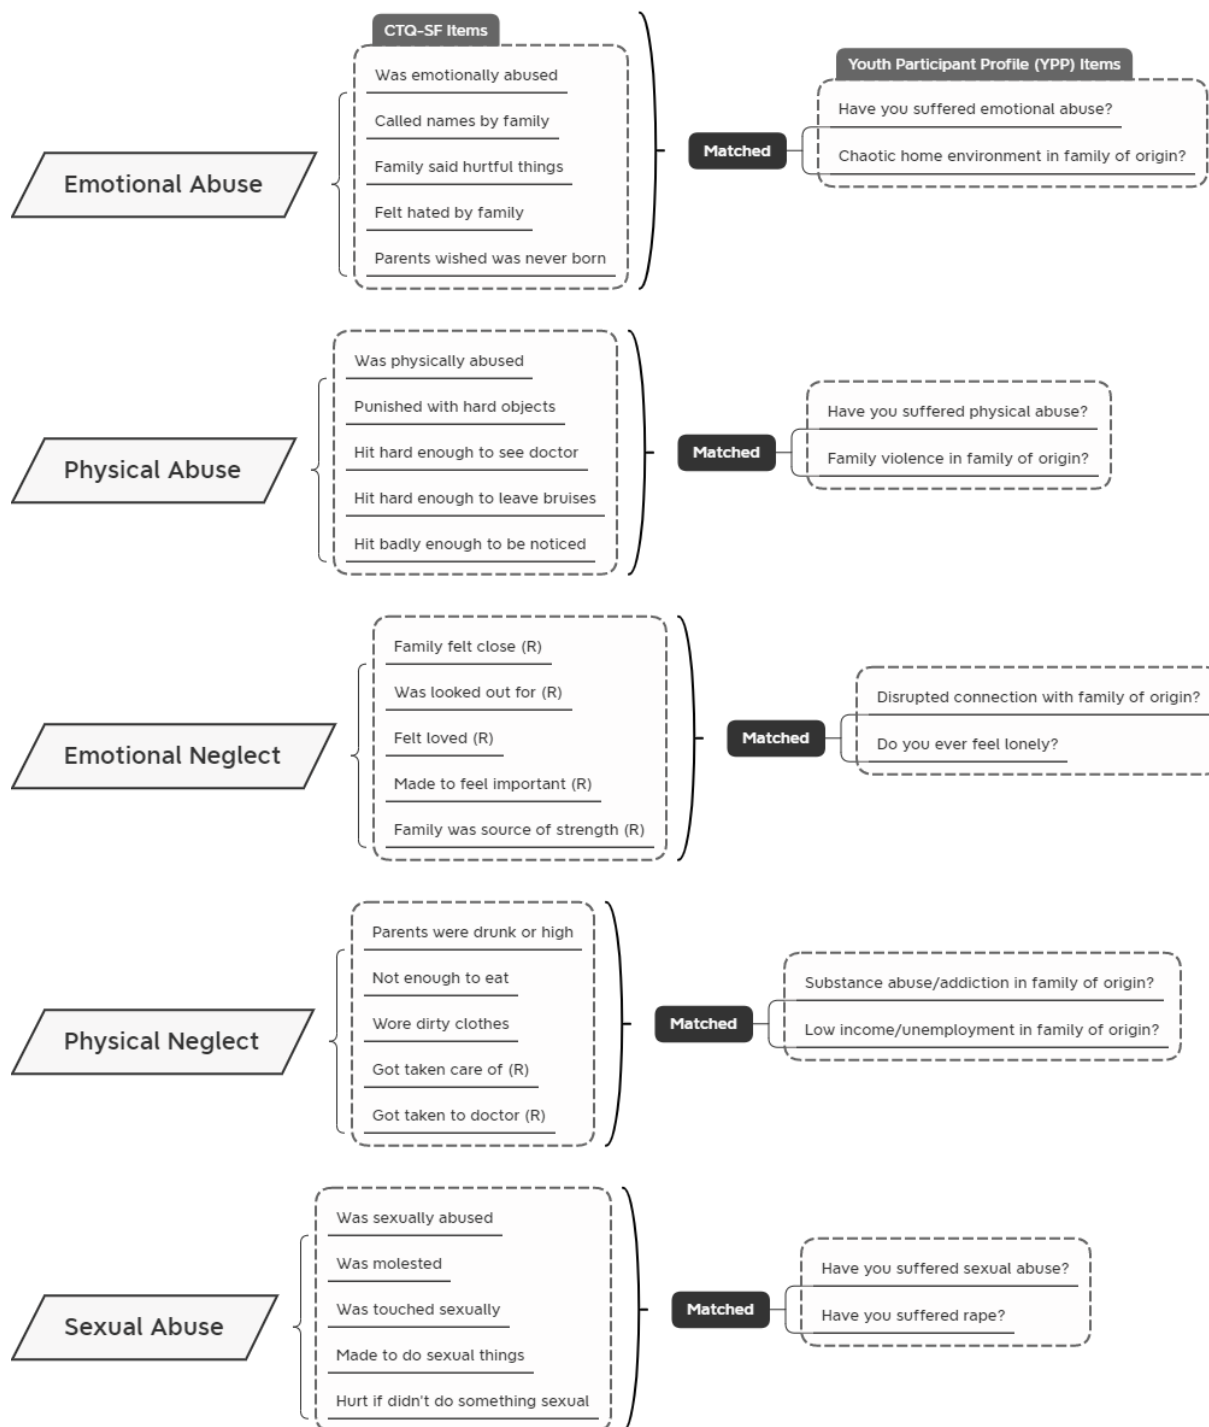 CTQ-SF Items
Youth Participant Profile (YPP) Items
Emotional Abuse
Was emotionally abused
Called names by family
Family said hurtful things
Felt hated by family
Parents wished was never born
Matched
Have you suffered emotional abuse?
Chaotic home environment in family of origin?
Physical Abuse
Was physically abused
Punished with hard objects
Hit hard enough to see doctor
Hit hard enough to leave bruises
Hit badly enough to be noticed
Matched
Have you suffered physical abuse?
Family violence in family of origin?
Emotional Neglect
Family felt close (R)
Was looked out for (R)
Felt loved (R)
Made to feel important (R)
Family was source of strength (R)
Matched
Disrupted connection with family of origin?
Do you ever feel lonely?
Physical Neglect
Parents were drunk or high
Not enough to eat
Wore dirty clothes
Got taken care of (R)
Got taken to doctor (R)
Matched
Substance abuse/addiction in family of origin?
Low income/unemployment in family of origin?
Sexual Abuse
Was sexually abused
Was molested
Was touched sexually
Made to do sexual things
Hurt if didn't do something sexual
Matched
Have you suffered sexual abuse?
Have you suffered rape?